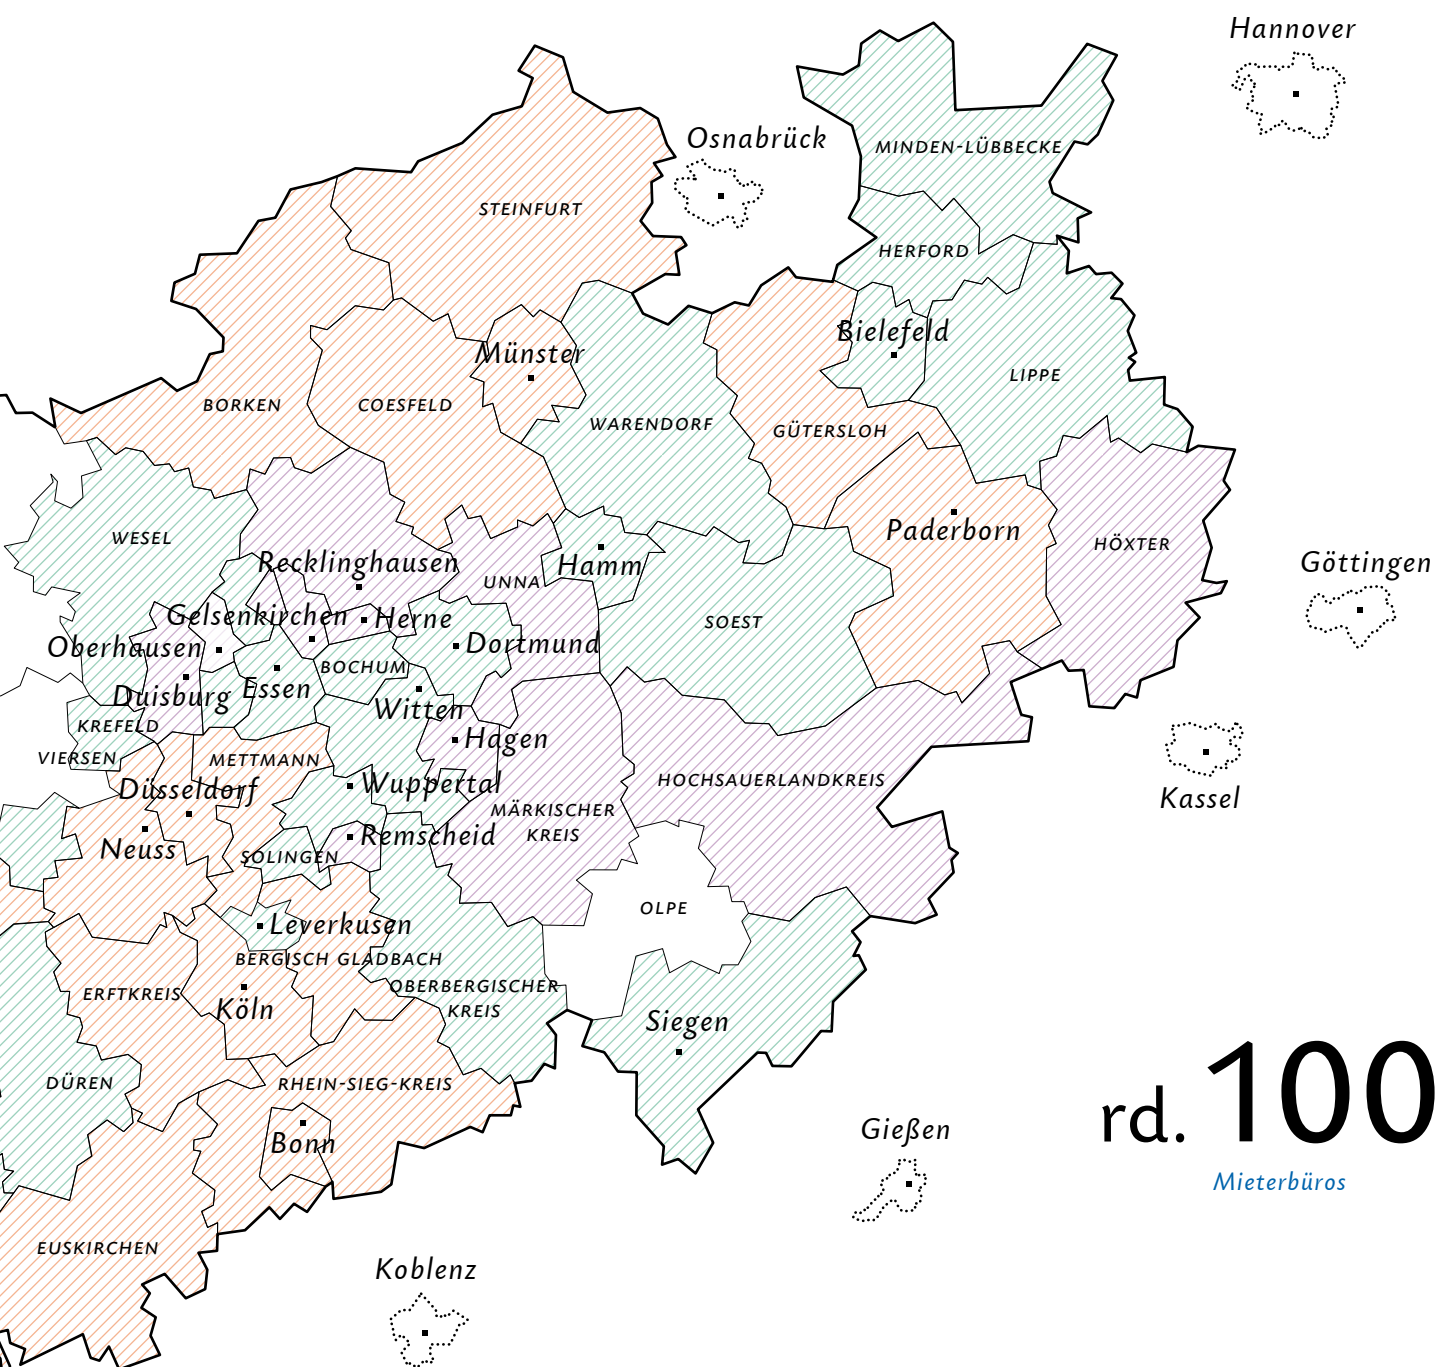 Hannover
Osnabrück
MINDEN-LÜBBECKE
STEINFURT
HERFORD
Bielefeld
Münster
LIPPE
BORKEN
COESFELD
WARENDORF
GÜTERSLOH
Paderborn
WESEL
HÖXTER
Recklinghausen
Hamm
Göttingen
UNNA
Gelsenkirchen
Herne
SOEST
Oberhausen
Dortmund
BOCHUM
Duisburg
Essen
Witten
KREFELD
Hagen
VIERSEN
METTMANN
HOCHSAUERLANDKREIS
Düsseldorf
Wuppertal
Kassel
MÄRKISCHER
KREIS
Neuss
Remscheid
SOLINGEN
OLPE
Leverkusen
BERGISCH GLADBACH
OBERBERGISCHER
KREIS
ERFTKREIS
Köln
Siegen
DÜREN
RHEIN-SIEG-KREIS
rd. 100
Mieterbüros
Gießen
Bonn
EUSKIRCHEN
Koblenz